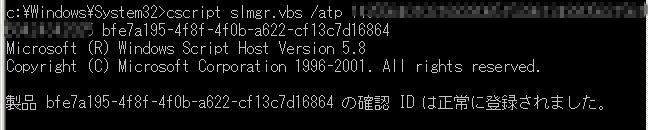 c:¥Windows¥System32>cscript slmgr.vbs /atp
bfe7a195-4f8f-4f0b-a622-cf13c7d16864
Microsoft (R) Windows Script Host Version 5.8
Copyright (C) Microsoft Corporation 1996-2001. All rights reserved.
製品 bfe7a195-4f8f-4f0b-a622-cf13c7d16864 の確認 ID は正常に登録されました。